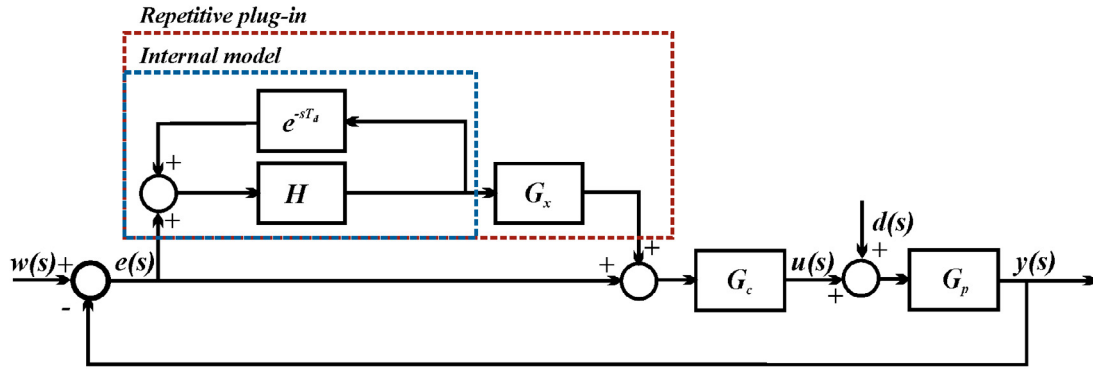 Repetitive plug-in
Internal model
e^{-sT_d}
+
+
H
G_x
w(s) + e(s)
-
+ +
G_c
u(s)
+ +
d(s)
G_p
y(s)